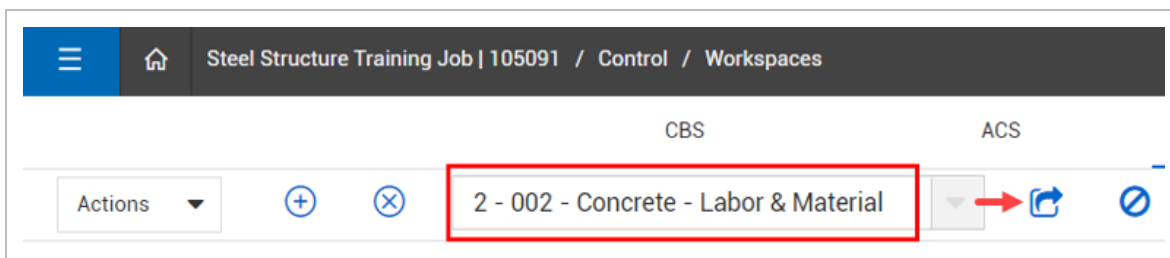 Steel Structure Training Job | 105091 / Control / Workspaces
CBS ACS
Actions 2 - 002 - Concrete - Labor & Material